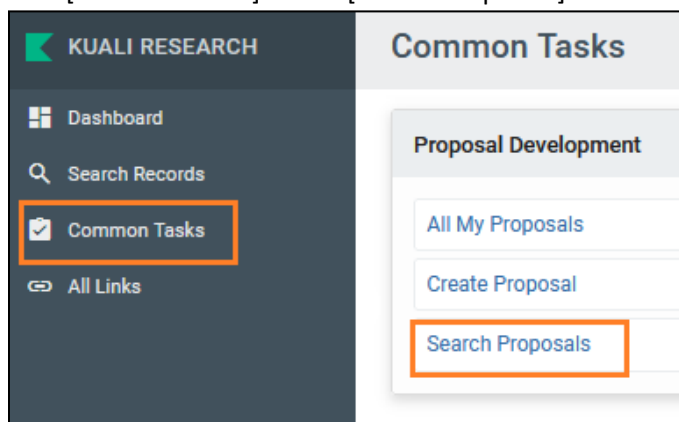 KUALI RESEARCH
Dashboard
Search Records
Common Tasks
All Links
Common Tasks
Proposal Development
All My Proposals
Create Proposal
Search Proposals